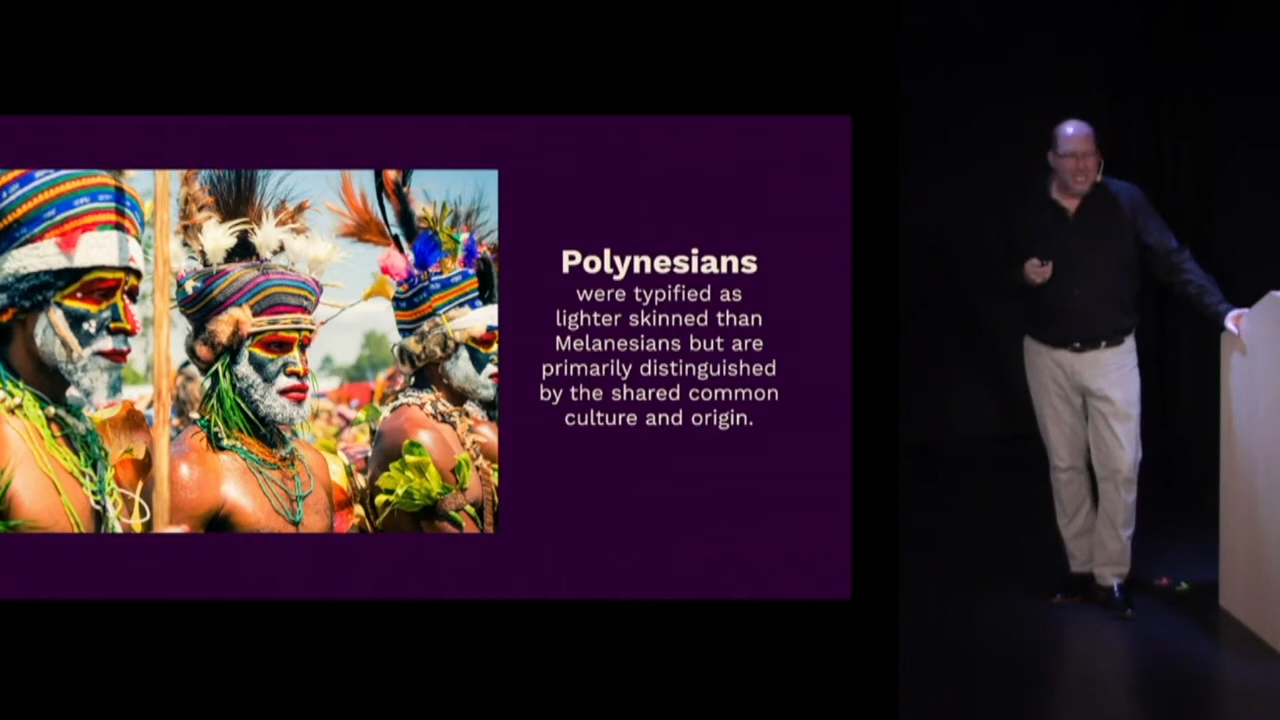 Polynesians
were typified as
lighter skinned than
Melanesians but are
primarily distinguished
by the shared common
culture and origin.